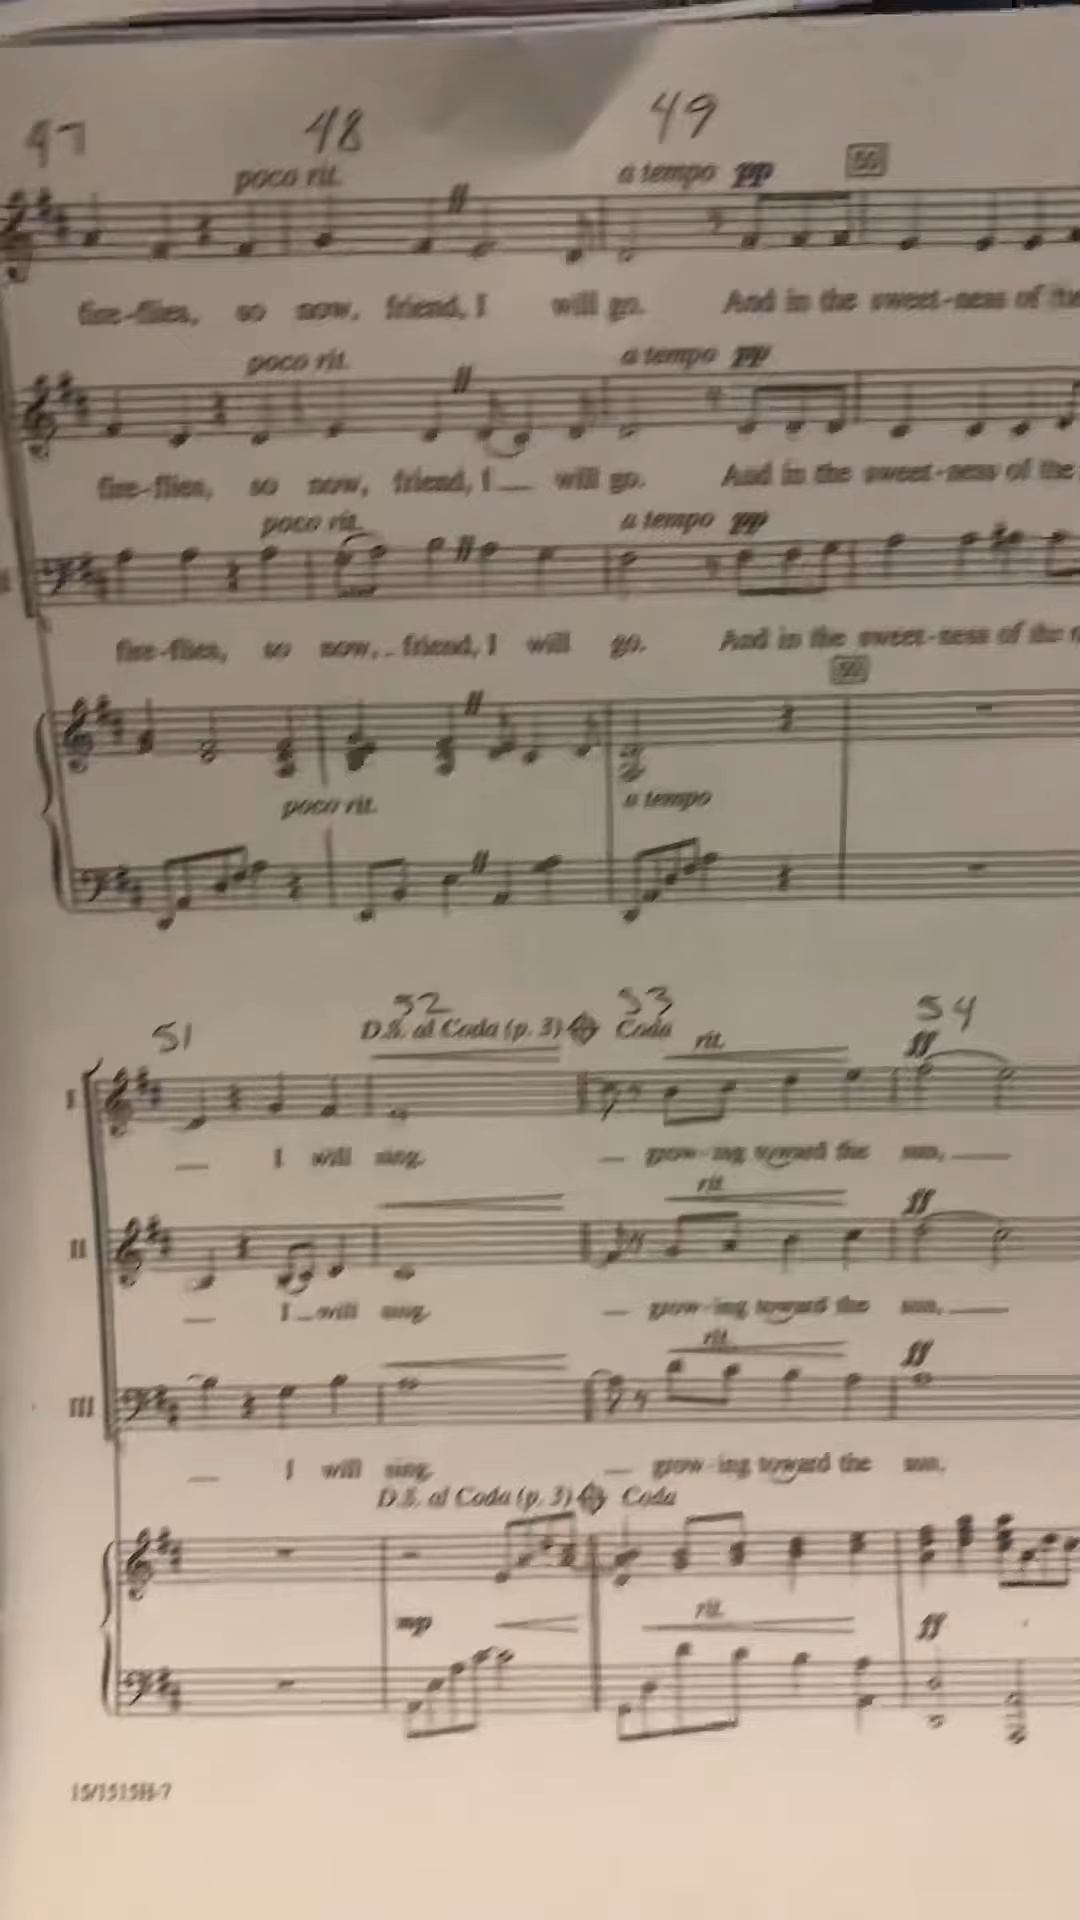 47 48 49
poco rit. a tempo pp 50
fire-flies, so now, friend, I will go. And in the sweet-ness of the
poco rit. a tempo pp
fire-flies, so now, friend, I will go. And in the sweet-ness of the
poco rit. a tempo pp
fire-flies, so now, friend, I will go. And in the sweet-ness of the
50
poco rit. a tempo
51 52 53 54
D.S. al Coda (p. 3) Coda rit. ff
I
I will sing. grow-ing toward the sun,
rit. ff
II
I will sing. grow-ing toward the sun,
rit. ff
III
I will sing. grow-ing toward the sun,
D.S. al Coda (p. 3) Coda
mp rit. ff
15/1515H-7